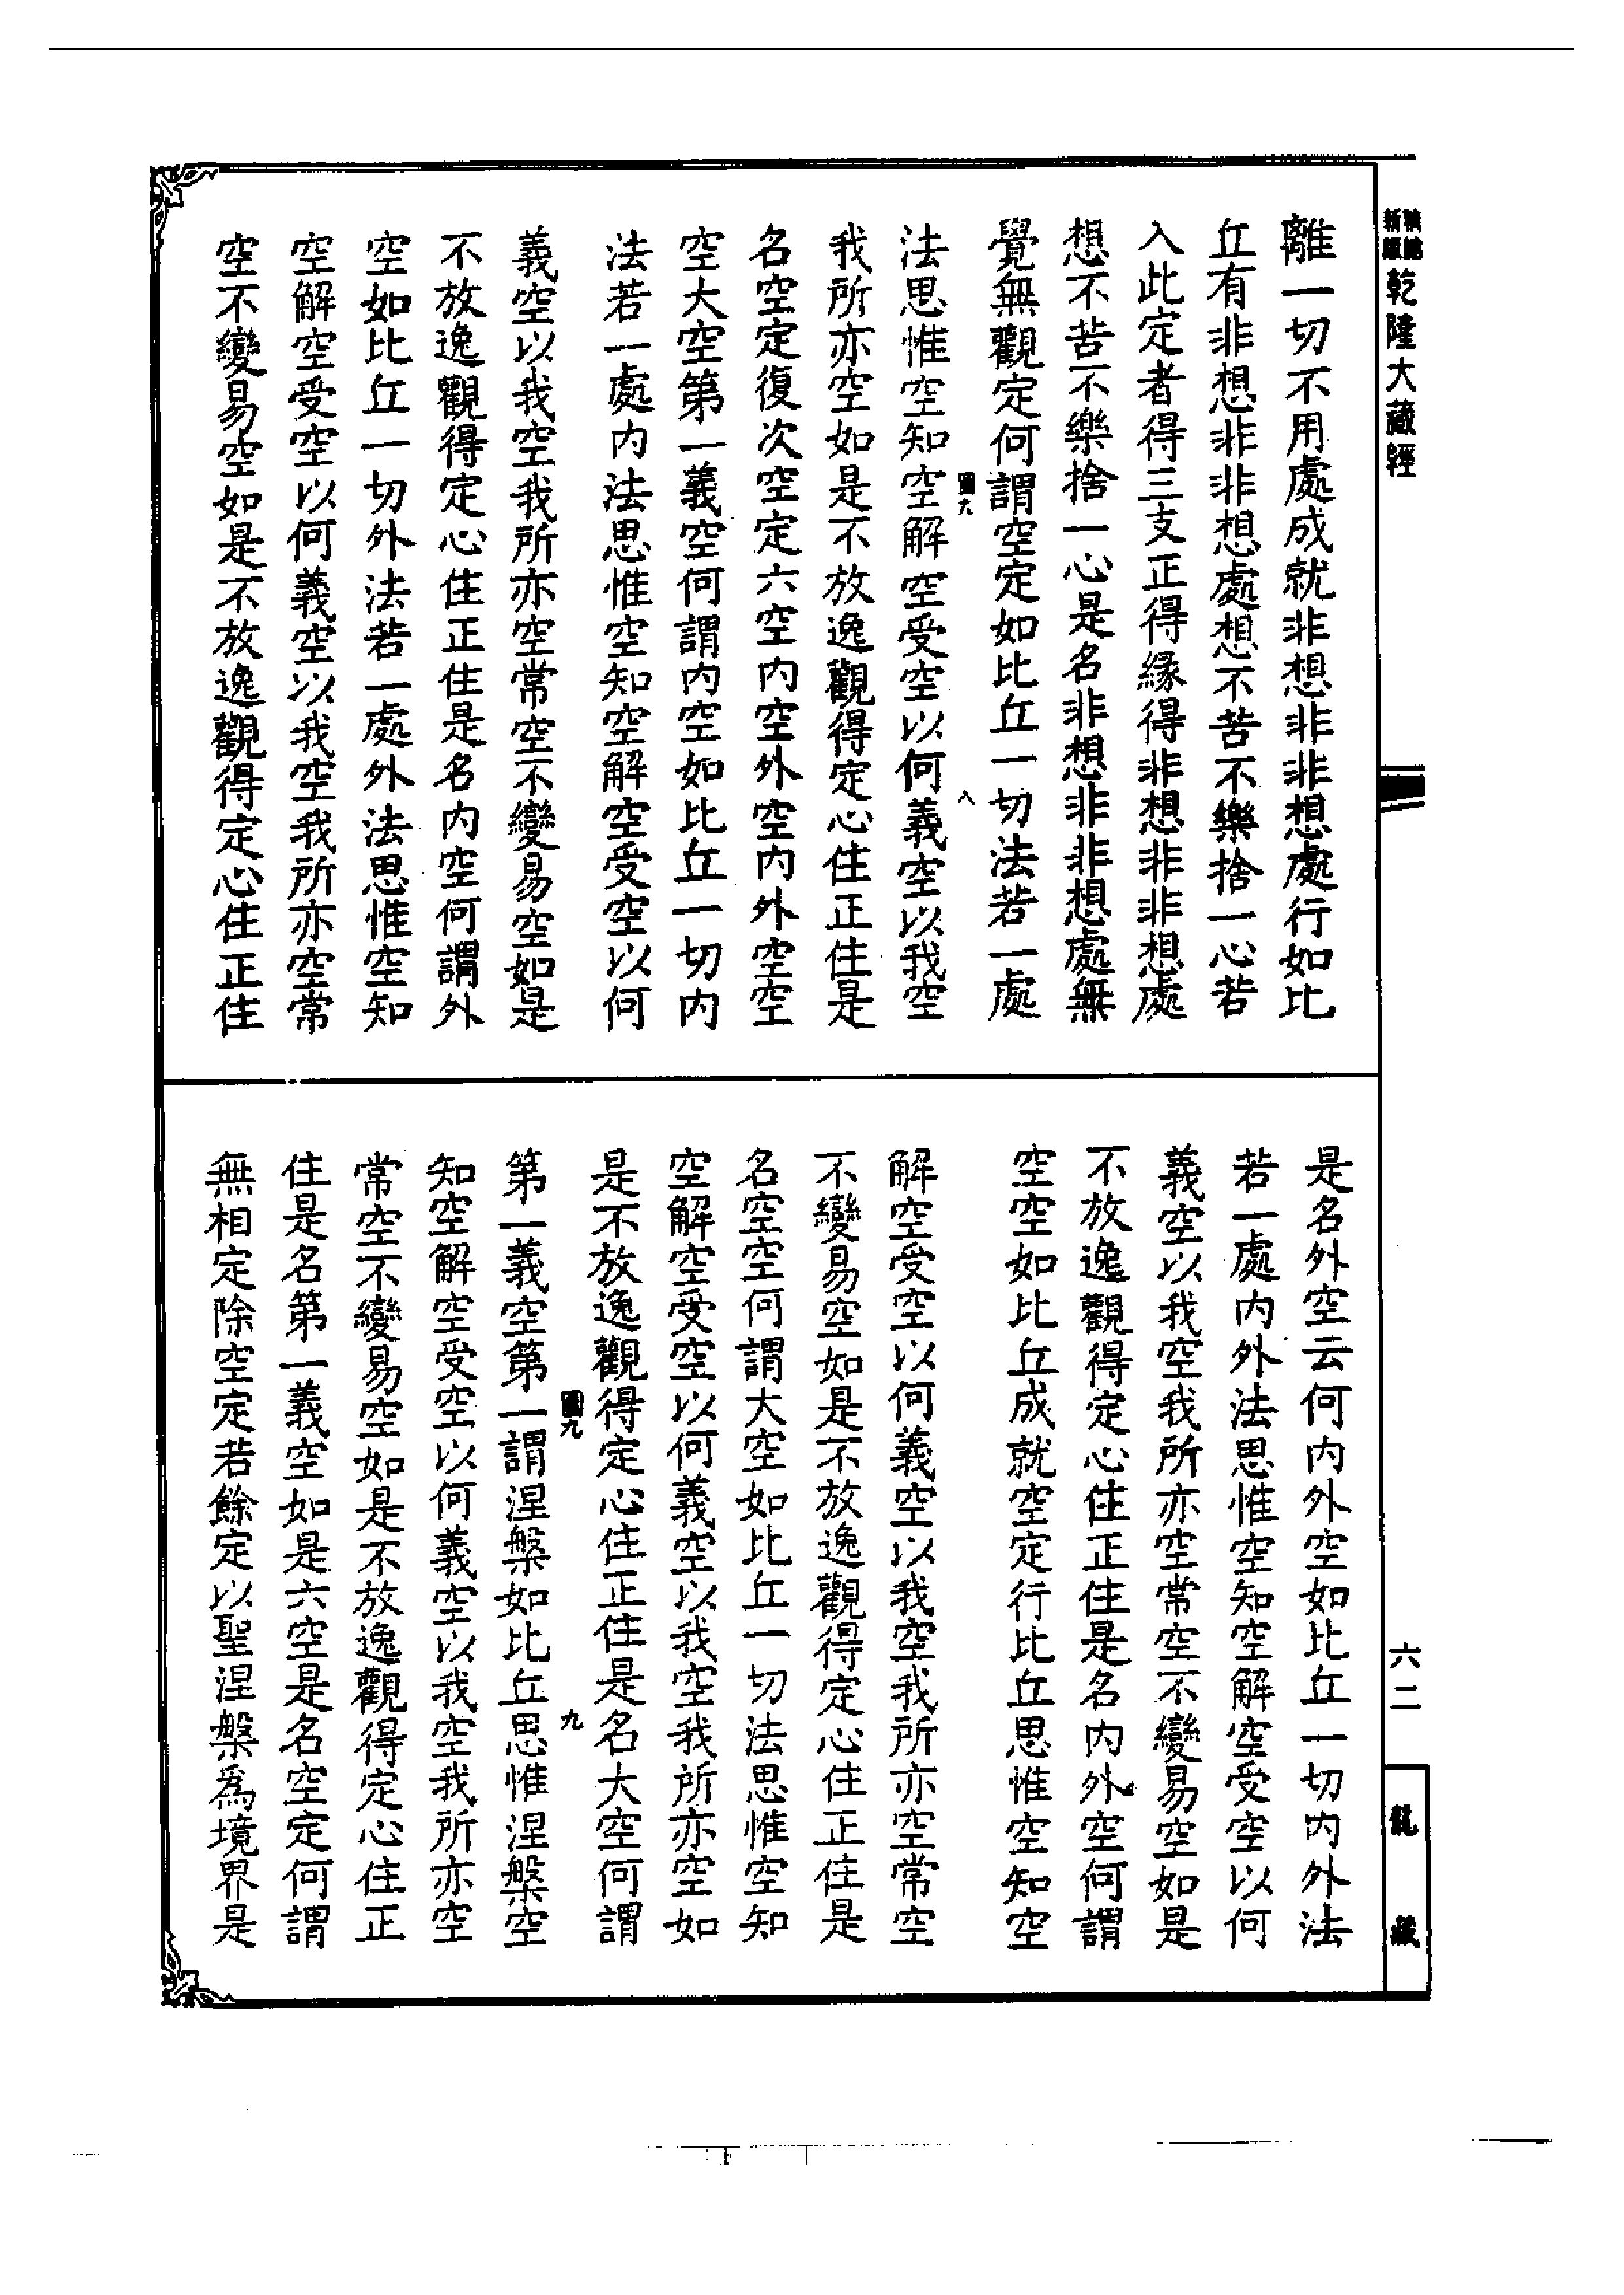 新編縮版 乾隆大藏經
離一切不用處成就非想非非想處行如比
丘有非想非非想處想不苦不樂捨一心若
入此定者得三支正得緣得非想非非想處
想不苦不樂捨一心是名非想非非想處無
覺無觀定何謂空定如比丘一切法若一處
法思惟空知空解空受空以何義空以我空
我所亦空如是不放逸觀得定心住正住是
名空定復次空定六空內空外空內外空空
空大空第一義空何謂內空如比丘一切內
法若一處內法思惟空知空解空受空以何
義空以我空我所亦空常空不變易空如是
不放逸觀得定心住正住是名內空何謂外
空如比丘一切外法若一處外法思惟空知
空解空受空以何義空以我空我所亦空常
空不變易空如是不放逸觀得定心住正住
是名外空云何內外空如比丘一切內外法
若一處內外法思惟空知空解空受空以何
義空以我空我所亦空常空不變易空如是
不放逸觀得定心住正住是名內外空何謂
空空如比丘成就空定行比丘思惟空知空
解空受空以何義空以我空我所亦空常空
不變易空如是不放逸觀得定心住正住是
名空空何謂大空如比丘一切法思惟空知
空解空受空以何義空以我空我所亦空如
是不放逸觀得定心住正住是名大空何謂
第一義空第一謂涅槃如比丘思惟涅槃空
知空解空受空以何義空以我空我所亦空
常空不變易空如是不放逸觀得定心住正
住是名第一義空如是六空是名空定何謂
無相定除空定若餘定以聖涅槃爲境界是
圖九
八
圖九
九
六二
龍藏